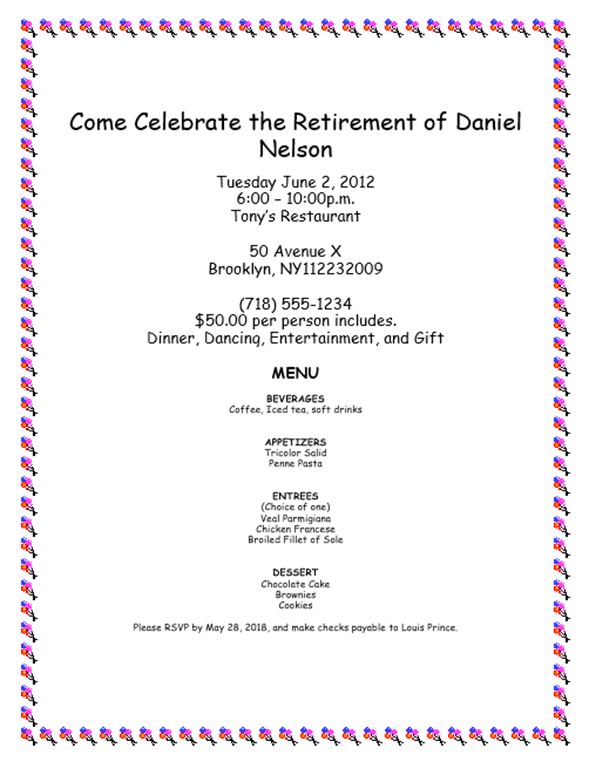 Come Celebrate the Retirement of Daniel
Nelson
Tuesday June 2, 2012
6:00 – 10:00p.m.
Tony's Restaurant
50 Avenue X
Brooklyn, NY112232009
(718) 555-1234
$50.00 per person includes.
Dinner, Dancing, Entertainment, and Gift
MENU
BEVERAGES
Coffee, Iced tea, soft drinks
APPETIZERS
Tricolor Salid
Penne Pasta
ENTREES
(Choice of one)
Veal Parmigiana
Chicken Francese
Broiled Fillet of Sole
DESSERT
Chocolate Cake
Brownies
Cookies
Please RSVP by May 28, 2018, and make checks payable to Louis Prince.